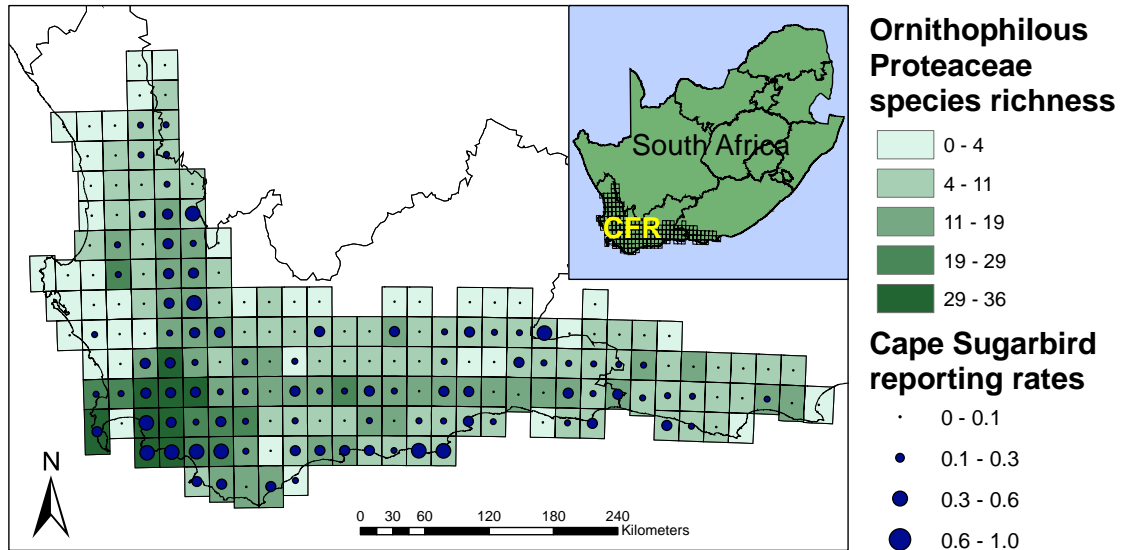 South Africa
CFR
N
0 30 60 120 180 240
Kilometers
Ornithophilous
Proteaceae
species richness
0 - 4
4 - 11
11 - 19
19 - 29
29 - 36
Cape Sugarbird
reporting rates
0 - 0.1
0.1 - 0.3
0.3 - 0.6
0.6 - 1.0